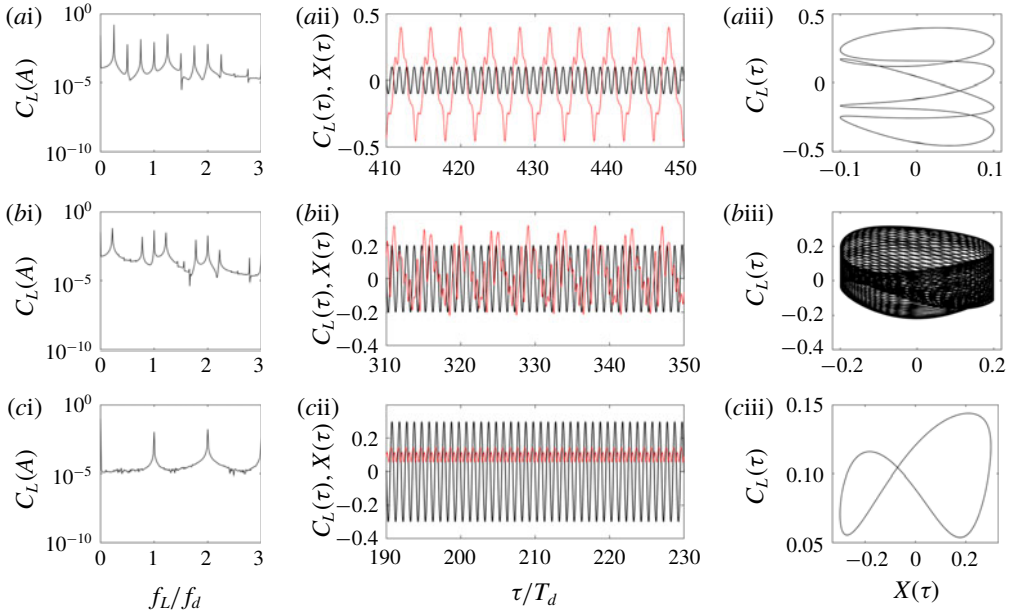 (ai) (aii) (aiii)
10^0 0.5 0.5
C_L(A) 10^{-5} C_L(τ), X(τ) 0 C_L(τ) 0
10^{-10} −0.5 −0.5
0 1 2 3 410 420 430 440 450 −0.1 0 0.1
(bi) (bii) (biii)
10^0 0.4 0.4
C_L(A) 10^{-5} C_L(τ), X(τ) 0.2 0 −0.2 C_L(τ) 0.2 0 −0.2
10^{-10} −0.4 −0.4
0 1 2 3 310 320 330 340 350 −0.2 0 0.2
(ci) (cii) (ciii)
10^0 0.4 0.15
C_L(A) 10^{-5} C_L(τ), X(τ) 0.2 0 −0.2 C_L(τ) 0.10
10^{-10} −0.4 0.05
0 1 2 3 190 200 210 220 230 −0.2 0 0.2
f_L/f_d τ/T_d X(τ)